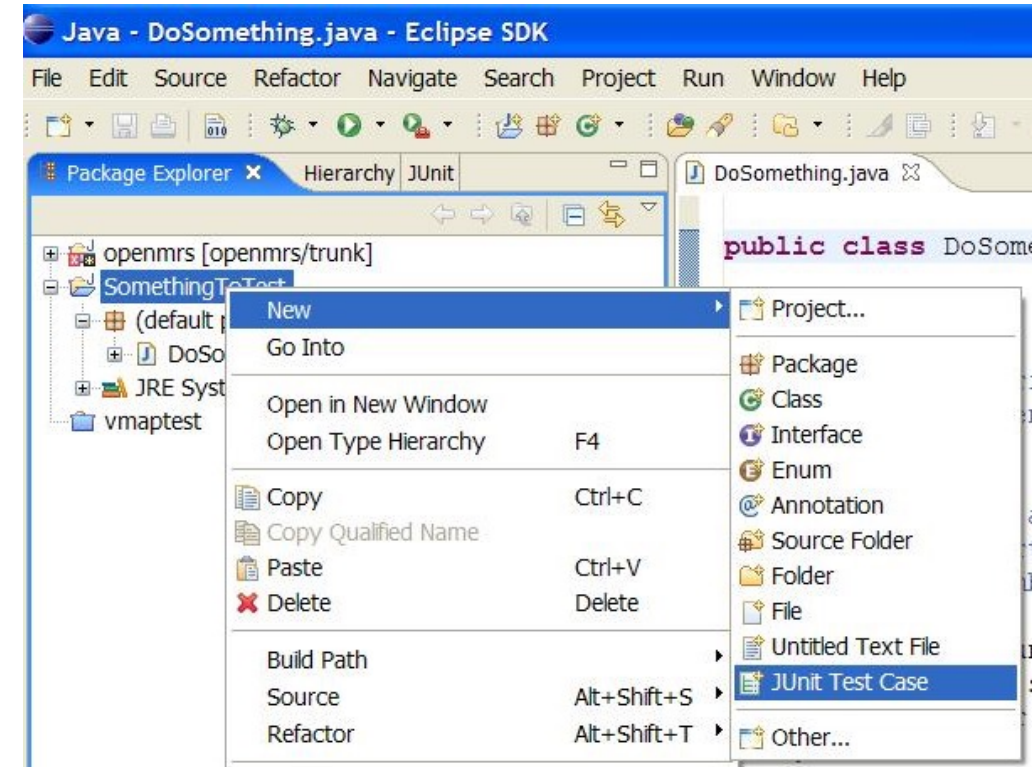 Java - DoSomething.java - Eclipse SDK
File Edit Source Refactor Navigate Search Project Run Window Help
010
Package Explorer Hierarchy JUnit
J DoSomething.java
public class DoSome
openmrs [openmrs/trunk]
SomethingToTest
(default p
J DoSo
JRE Syst
vmaptest
New
Go Into
Open in New Window
Open Type Hierarchy F4
Copy Ctrl+C
Copy Qualified Name
Paste Ctrl+V
Delete Delete
Build Path
Source Alt+Shift+S
Refactor Alt+Shift+T
Project...
Package
Class
Interface
Enum
Annotation
Source Folder
Folder
File
Untitled Text File
JUnit Test Case
Other...